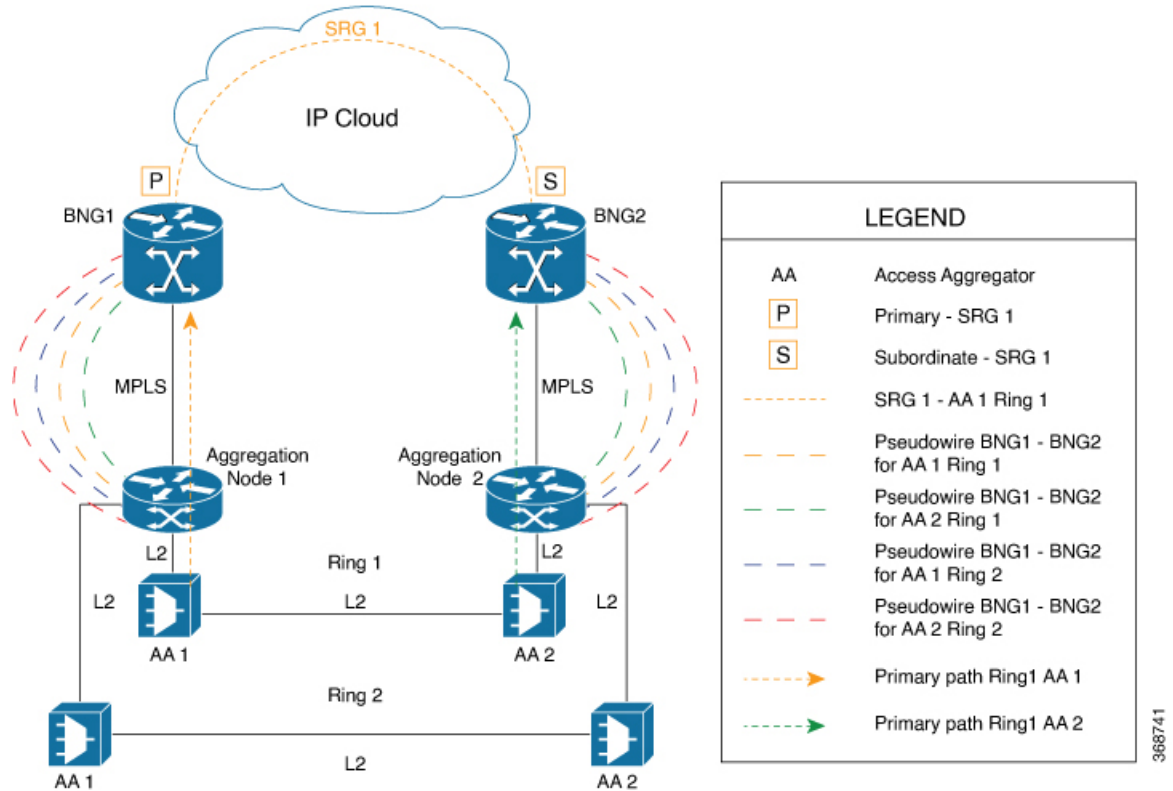 SRG 1
IP Cloud
P
S
BNG1
BNG2
MPLS
MPLS
Aggregation
Node 1
Aggregation
Node 2
L2
L2
Ring 1
L2
L2
L2
AA 1
AA 2
Ring 2
L2
AA 1
AA 2
LEGEND
AA Access Aggregator
P Primary - SRG 1
S Subordinate - SRG 1
SRG 1 - AA 1 Ring 1
Pseudowire BNG1 - BNG2
for AA 1 Ring 1
Pseudowire BNG1 - BNG2
for AA 2 Ring 1
Pseudowire BNG1 - BNG2
for AA 1 Ring 2
Pseudowire BNG1 - BNG2
for AA 2 Ring 2
Primary path Ring1 AA 1
Primary path Ring1 AA 2
368741